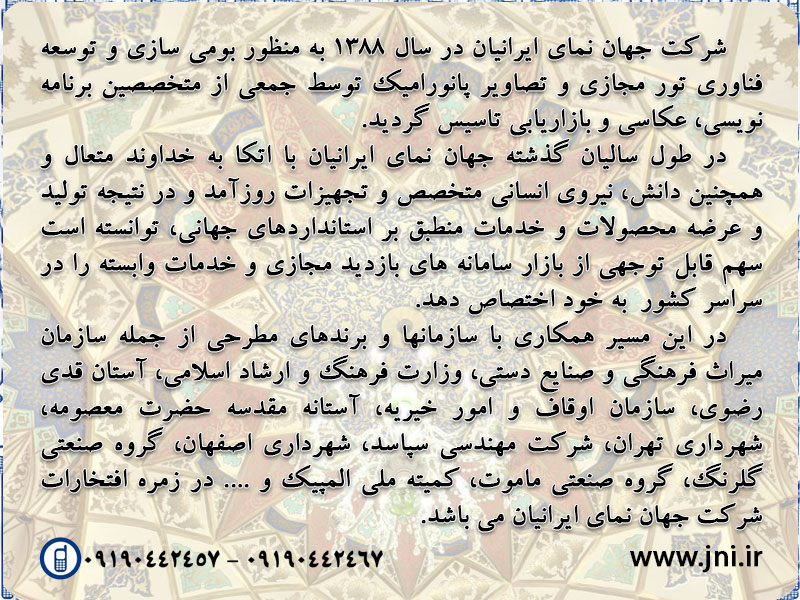 شرکت جهان نمای ایرانیان در سال ۱۳۸۸ به منظور بومی سازی و توسعه
فناوری تور مجازی و تصاویر پانورامیک توسط جمعی از متخصصین برنامه
نویسی، عکاسی و بازاریابی تاسیس گردید.
در طول سالیان گذشته جهان نمای ایرانیان با اتکا به خداوند متعال و
همچنین دانش، نیروی انسانی متخصص و تجهیزات روزآمد و در نتیجه تولید
و عرضه محصولات و خدمات منطبق بر استانداردهای جهانی، توانسته است
سهم قابل توجهی از بازار سامانه های بازدید مجازی و خدمات وابسته را در
سراسر کشور به خود اختصاص دهد.
در این مسیر همکاری با سازمانها و برندهای مطرحی از جمله سازمان
میراث فرهنگی و صنایع دستی، وزارت فرهنگ و ارشاد اسلامی، آستان قدی
رضوی، سازمان اوقاف و امور خیریه، آستانه مقدسه حضرت معصومه،
شهرداری تهران، شرکت مهندسی سپاسد، شهرداری اصفهان، گروه صنعتی
گلرنگ، گروه صنعتی ماموت، کمیته ملی المپیک و .... در زمره افتخارات
شرکت جهان نمای ایرانیان می باشد.
www.jni.ir
۰۹۱۹۰۴۴۲۴۵۷ – ۰۹۱۹۰۴۴۲۴۶۷